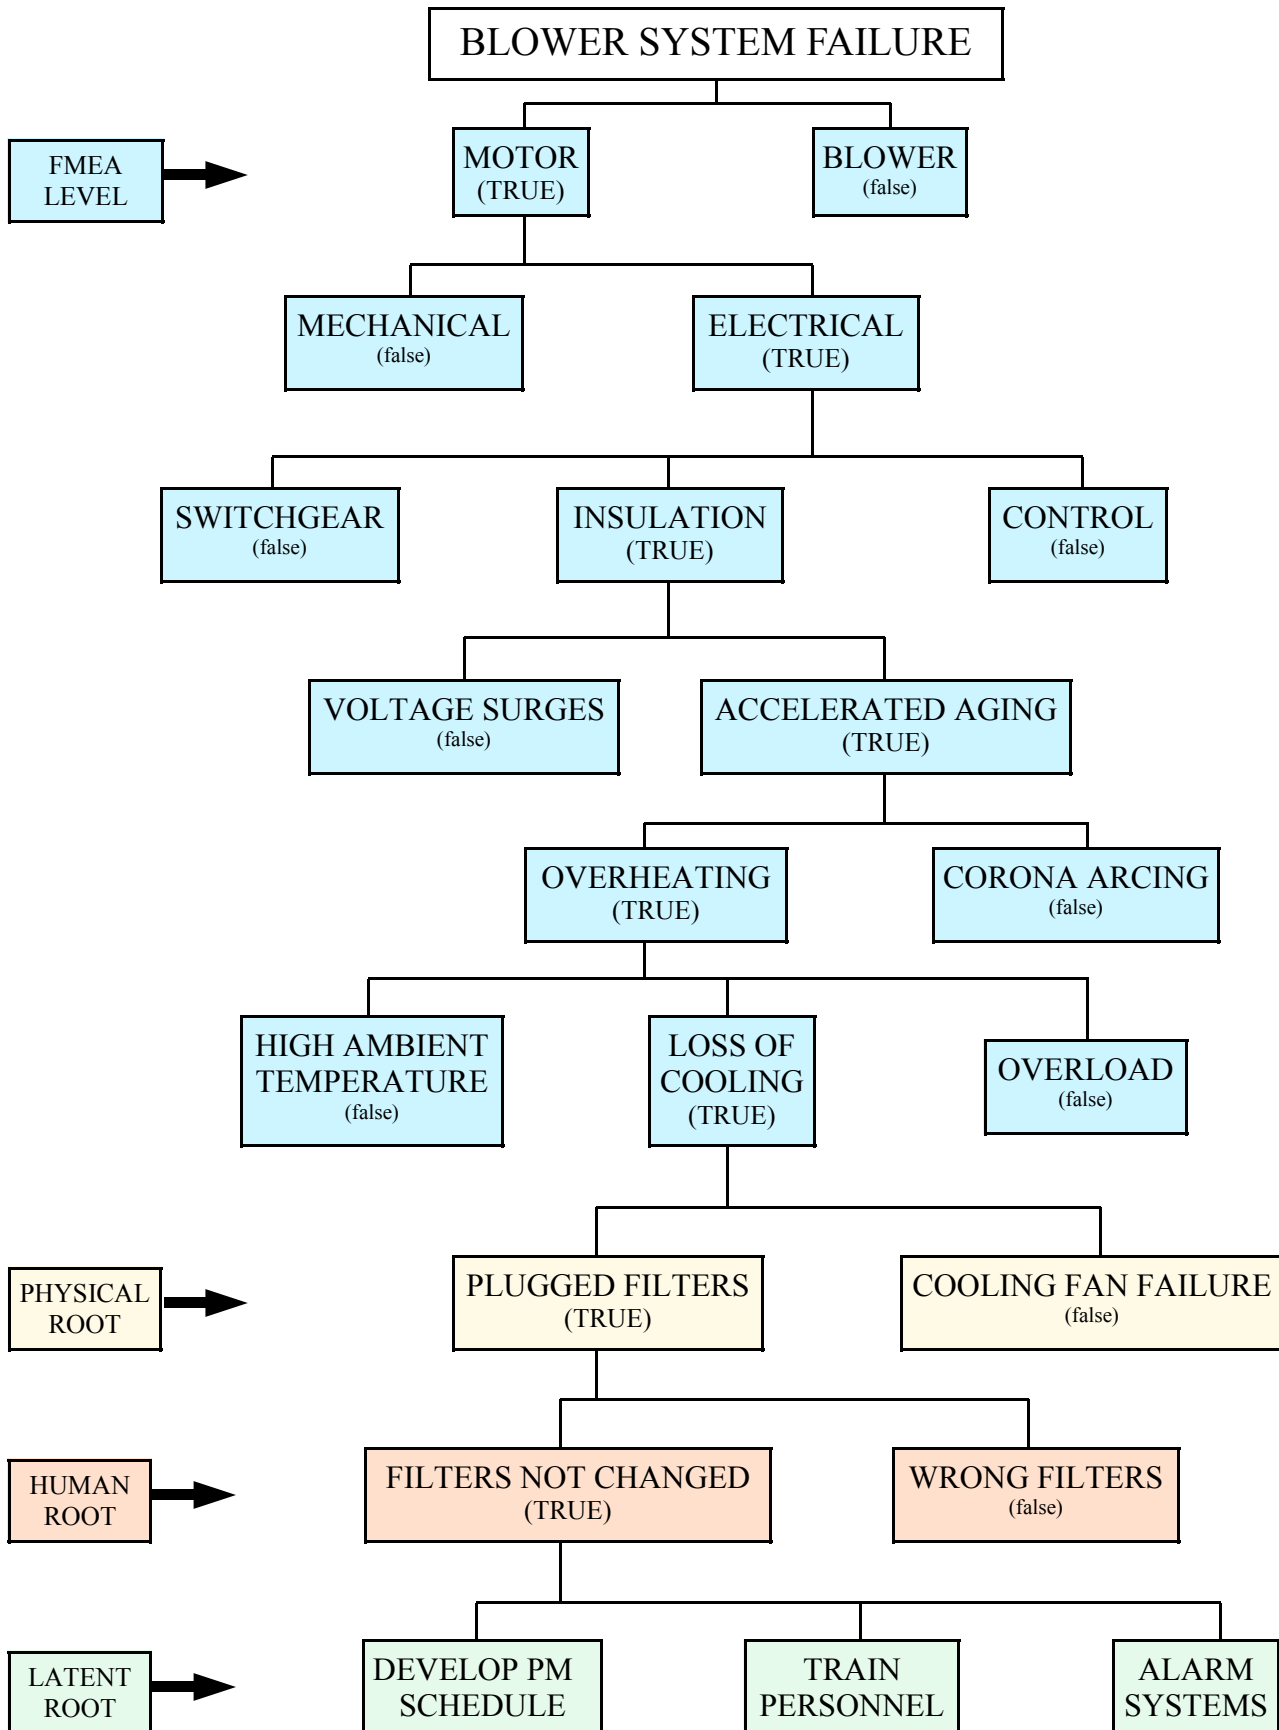 BLOWER SYSTEM FAILURE
FMEA
LEVEL
MOTOR
(TRUE)
BLOWER
(false)
MECHANICAL
(false)
ELECTRICAL
(TRUE)
SWITCHGEAR
(false)
INSULATION
(TRUE)
CONTROL
(false)
VOLTAGE SURGES
(false)
ACCELERATED AGING
(TRUE)
OVERHEATING
(TRUE)
CORONA ARCING
(false)
HIGH AMBIENT
TEMPERATURE
(false)
LOSS OF
COOLING
(TRUE)
OVERLOAD
(false)
PHYSICAL
ROOT
PLUGGED FILTERS
(TRUE)
COOLING FAN FAILURE
(false)
HUMAN
ROOT
FILTERS NOT CHANGED
(TRUE)
WRONG FILTERS
(false)
LATENT
ROOT
DEVELOP PM
SCHEDULE
TRAIN
PERSONNEL
ALARM
SYSTEMS